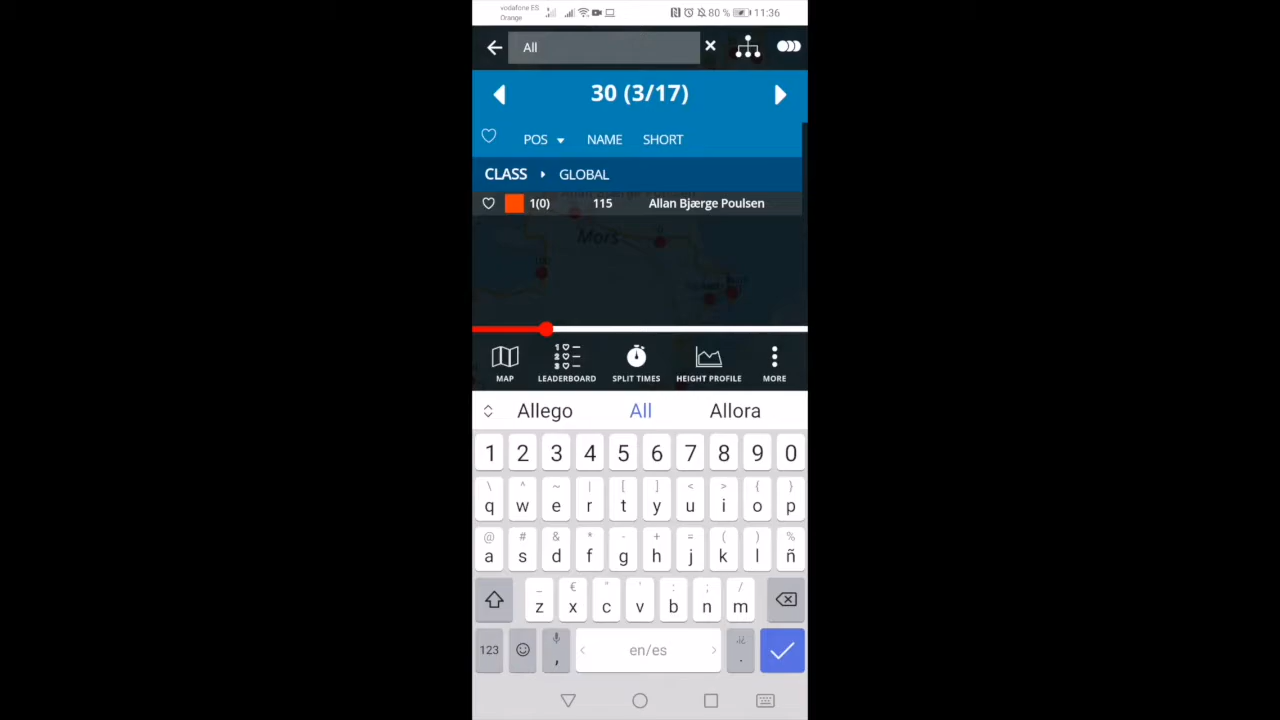 vodafone ES
Orange
80 % 11:36
All
30 (3/17)
POS NAME SHORT
CLASS GLOBAL
1(0) 115 Allan Bjærge Poulsen
Mors
MAP LEADERBOARD SPLIT TIMES HEIGHT PROFILE MORE
Allego All Allora
1 2 3 4 5 6 7 8 9 0
\ ^ ~ | [ ] < > { }
q w e r t y u i o p
@ # & * - + = ( ) %
a s d f g h j k l ñ
_ € " ' : ; /
z x c v b n m
123 , < en/es > .